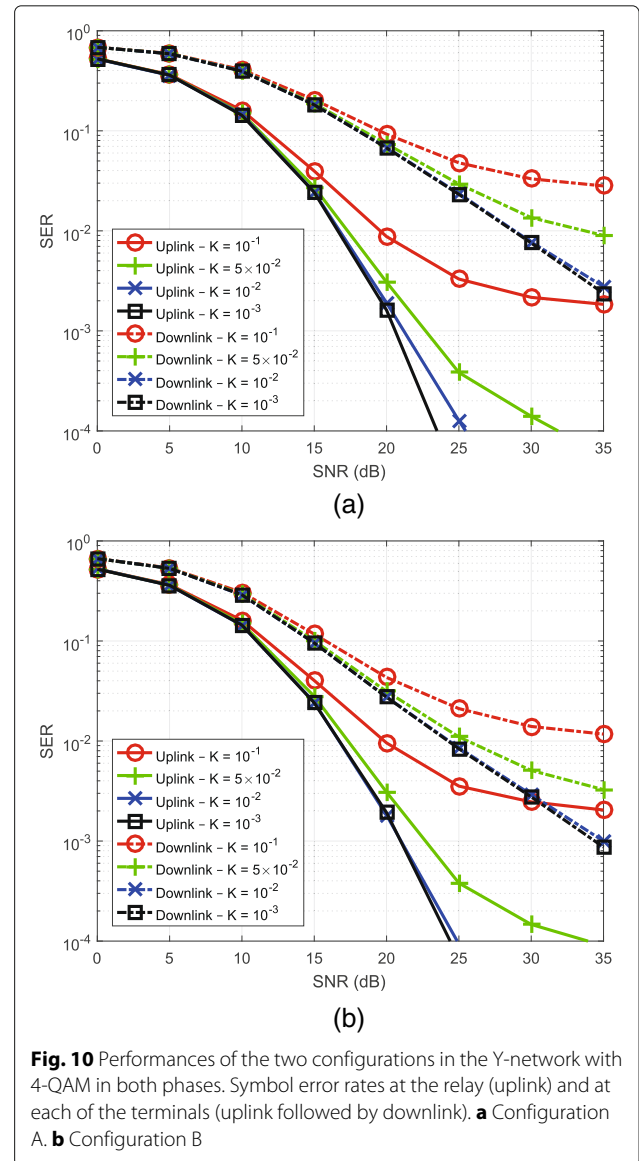 10^0
10^-1
10^-2
10^-3
10^-4
SER
Uplink – K = 10^-1
Uplink – K = 5×10^-2
Uplink – K = 10^-2
Uplink – K = 10^-3
Downlink – K = 10^-1
Downlink – K = 5×10^-2
Downlink – K = 10^-2
Downlink – K = 10^-3
0 5 10 15 20 25 30 35
SNR (dB)
(a)
10^0
10^-1
10^-2
10^-3
10^-4
SER
Uplink – K = 10^-1
Uplink – K = 5×10^-2
Uplink – K = 10^-2
Uplink – K = 10^-3
Downlink – K = 10^-1
Downlink – K = 5×10^-2
Downlink – K = 10^-2
Downlink – K = 10^-3
0 5 10 15 20 25 30 35
SNR (dB)
(b)
Fig. 10 Performances of the two configurations in the Y-network with
4-QAM in both phases. Symbol error rates at the relay (uplink) and at
each of the terminals (uplink followed by downlink). a Configuration
A. b Configuration B